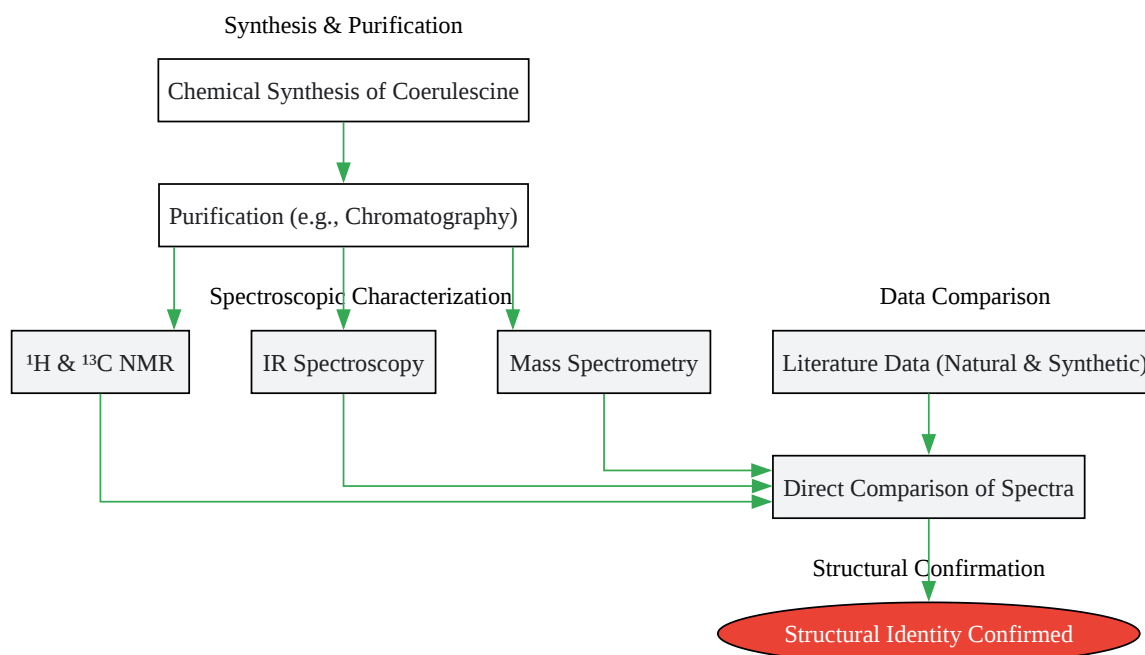 Synthesis & Purification
Chemical Synthesis of Coerulescine
Purification (e.g., Chromatography)
Spectroscopic Characterization
Data Comparison
¹H & ¹³C NMR
IR Spectroscopy
Mass Spectrometry
Literature Data (Natural & Synthetic)
Direct Comparison of Spectra
Structural Confirmation
Structural Identity Confirmed